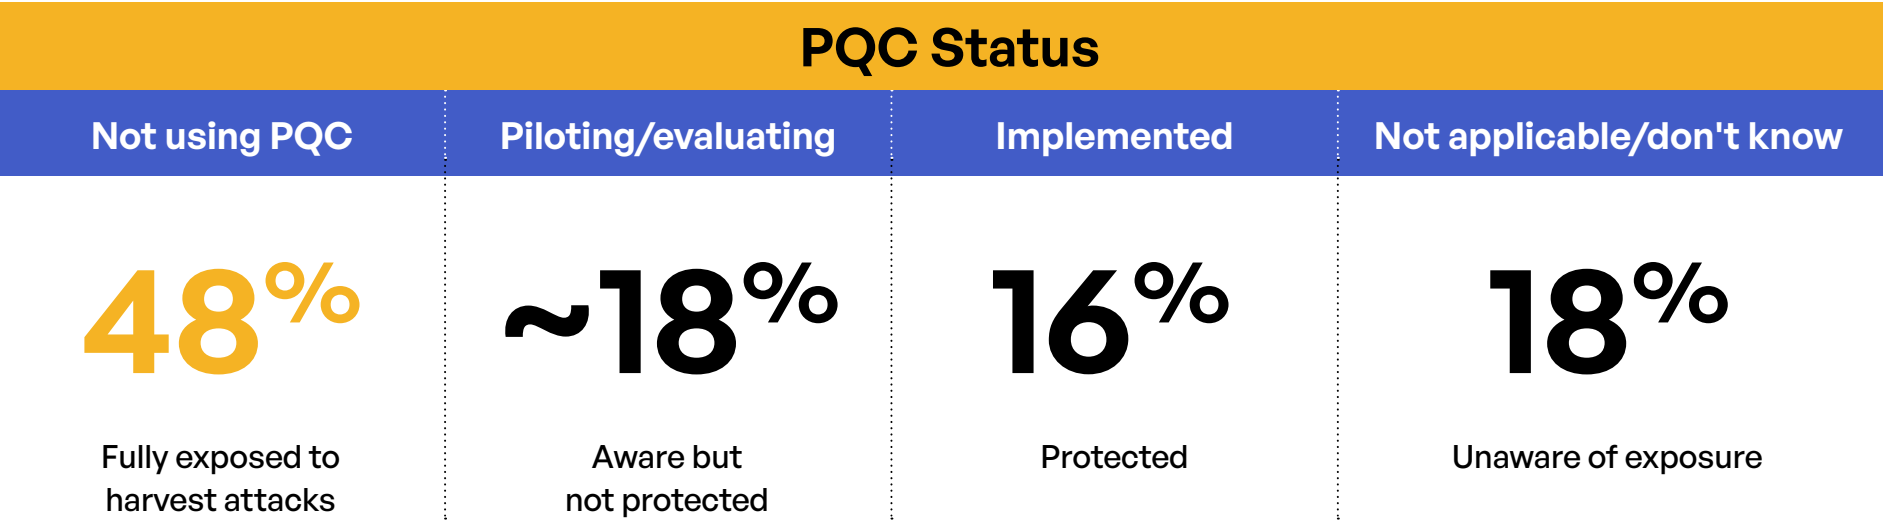 PQC Status
Not using PQC
Piloting/evaluating
Implemented
Not applicable/don't know
48%
~18%
16%
18%
Fully exposed to
harvest attacks
Aware but
not protected
Protected
Unaware of exposure